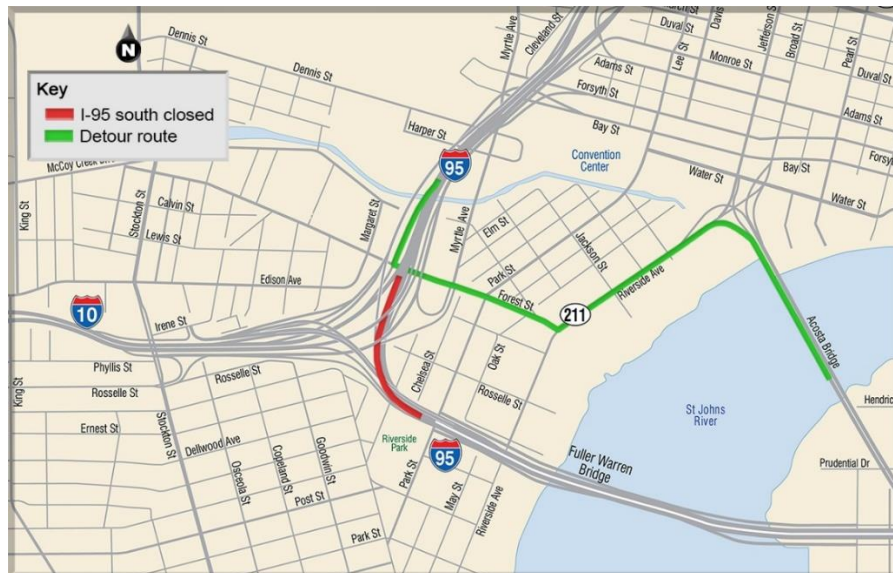 Davis
Jefferson St
Broad St
Pearl St
Duval St
Cleveland St
Myrtle Ave
Dennis St
N
Lee St
Monroe St
Duval St
Adams St
Forsyth St
Dennis St
Key
I-95 south closed
Detour route
Adams St
Harper St
Bay St
Convention
Center
Forsy
Bay St
Water St
Water St
95
McCoy Creek
King St
Stockton St
Calvin St
Lewis St
Margaret St
Myrtle Ave
Elm St
Jackson St
Park St
Riverside Ave
Edison Ave
Forest St
211
10
Irene St
Acosta Bridge
Phyllis St
Rosselle St
Rosselle St
King St
Chelsea St
Oak St
Rosselle St
St Johns
River
Hendric
Ernest St
Stockton St
Dellwood Ave
Riverside
Park
95
Fuller Warren
Bridge
Prudential Dr
Osceola St
Copeland St
Goodwin St
Post St
Park St
May St
Riverside Ave
Park St